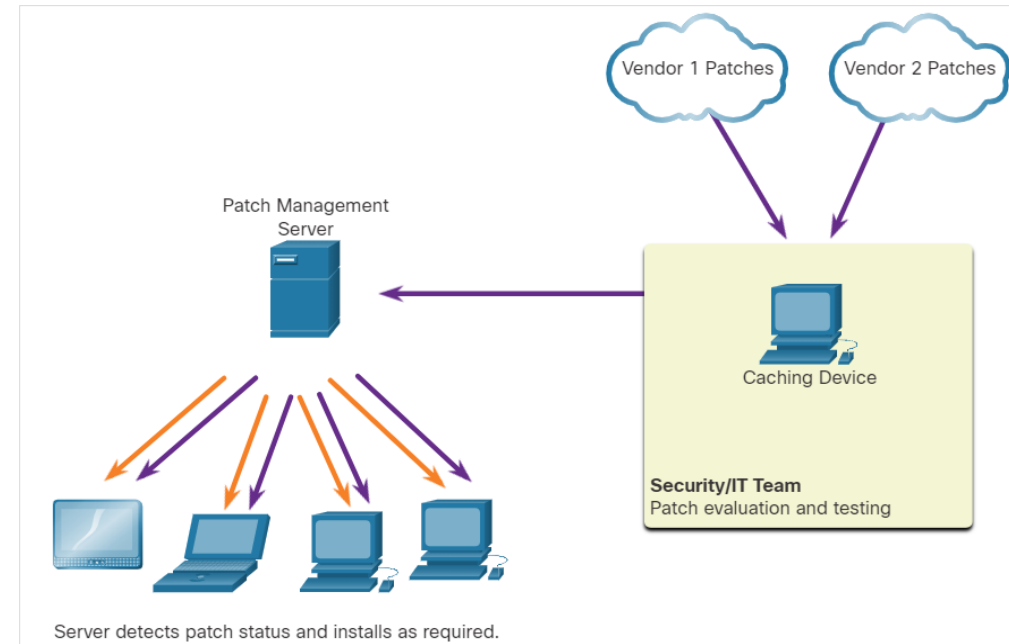 Vendor 1 Patches
Vendor 2 Patches
Patch Management
Server
Caching Device
Security/IT Team
Patch evaluation and testing
Server detects patch status and installs as required.